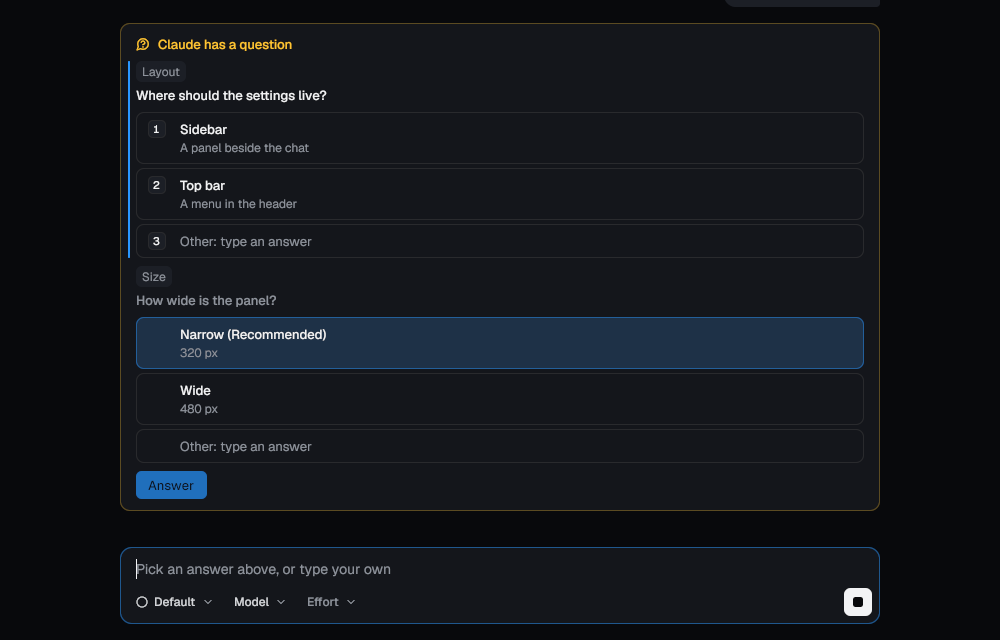 Claude has a question
Layout
Where should the settings live?
1 Sidebar
A panel beside the chat
2 Top bar
A menu in the header
3 Other: type an answer
Size
How wide is the panel?
Narrow (Recommended)
320 px
Wide
480 px
Other: type an answer
Answer
Pick an answer above, or type your own
Default Model Effort